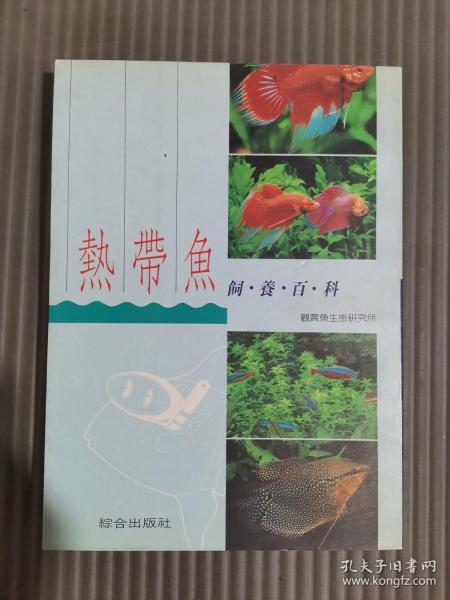 熱帶魚
飼·養·百·科
觀賞魚生態研究所
綜合出版社
孔夫子旧书网
www.kongfz.com